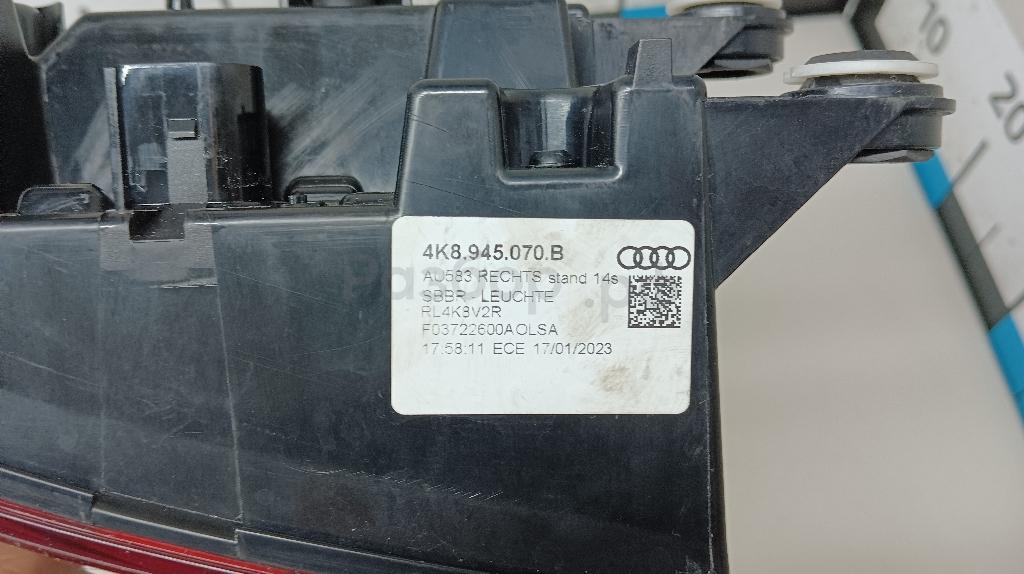 4K8.945.070.B
AU583 RECHTS stand 14s
SBBR - LEUCHTE
RL4K8V2R
F03722600AOLSA
17:58:11 ECE 17/01/2023
10
20